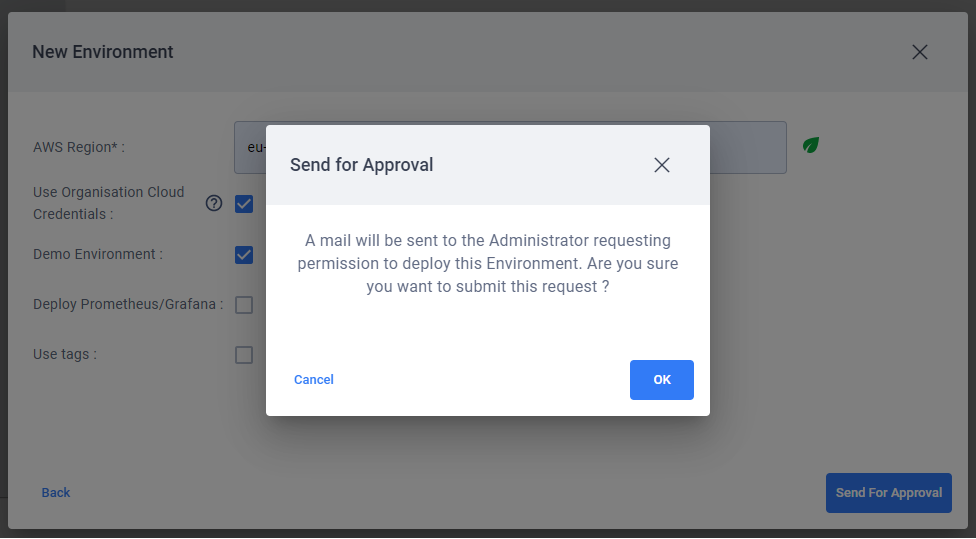 New Environment
AWS Region* :
eu-
Send for Approval
Use Organisation Cloud
Credentials :
A mail will be sent to the Administrator requesting
permission to deploy this Environment. Are you sure
you want to submit this request ?
Demo Environment :
Deploy Prometheus/Grafana :
Use tags :
Cancel
OK
Back
Send For Approval